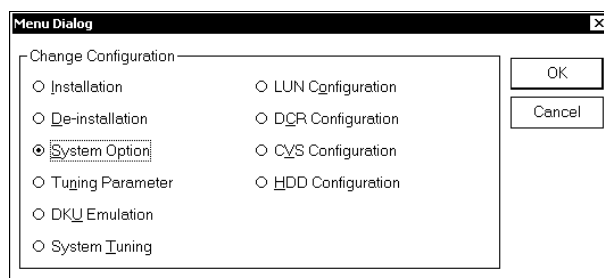 Menu Dialog
Change Configuration
Installation
De-installation
System Option
Tuning Parameter
DKU Emulation
System Tuning
LUN Configuration
DCR Configuration
CVS Configuration
HDD Configuration
OK
Cancel